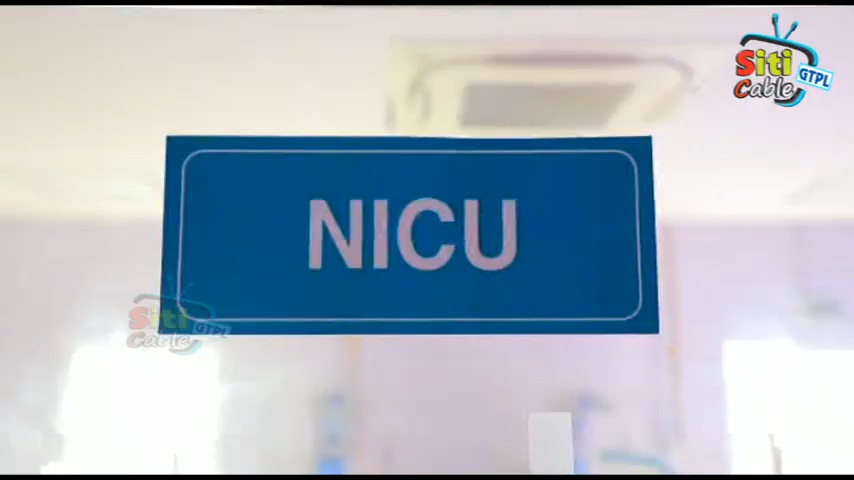 Siti
GTPL
Cable
NICU
Siti
GTPL
Cable